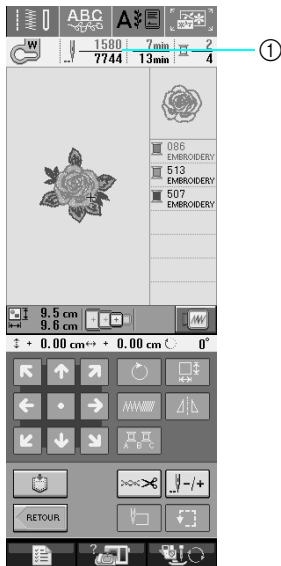 ABC A
W 1580 7min 2 ①
7744 13min 4
086
EMBROIDERY
513
EMBROIDERY
507
EMBROIDERY
9.5 cm
9.6 cm
+ 0.00 cm + 0.00 cm 0°
A B C
-/+
RETOUR
?